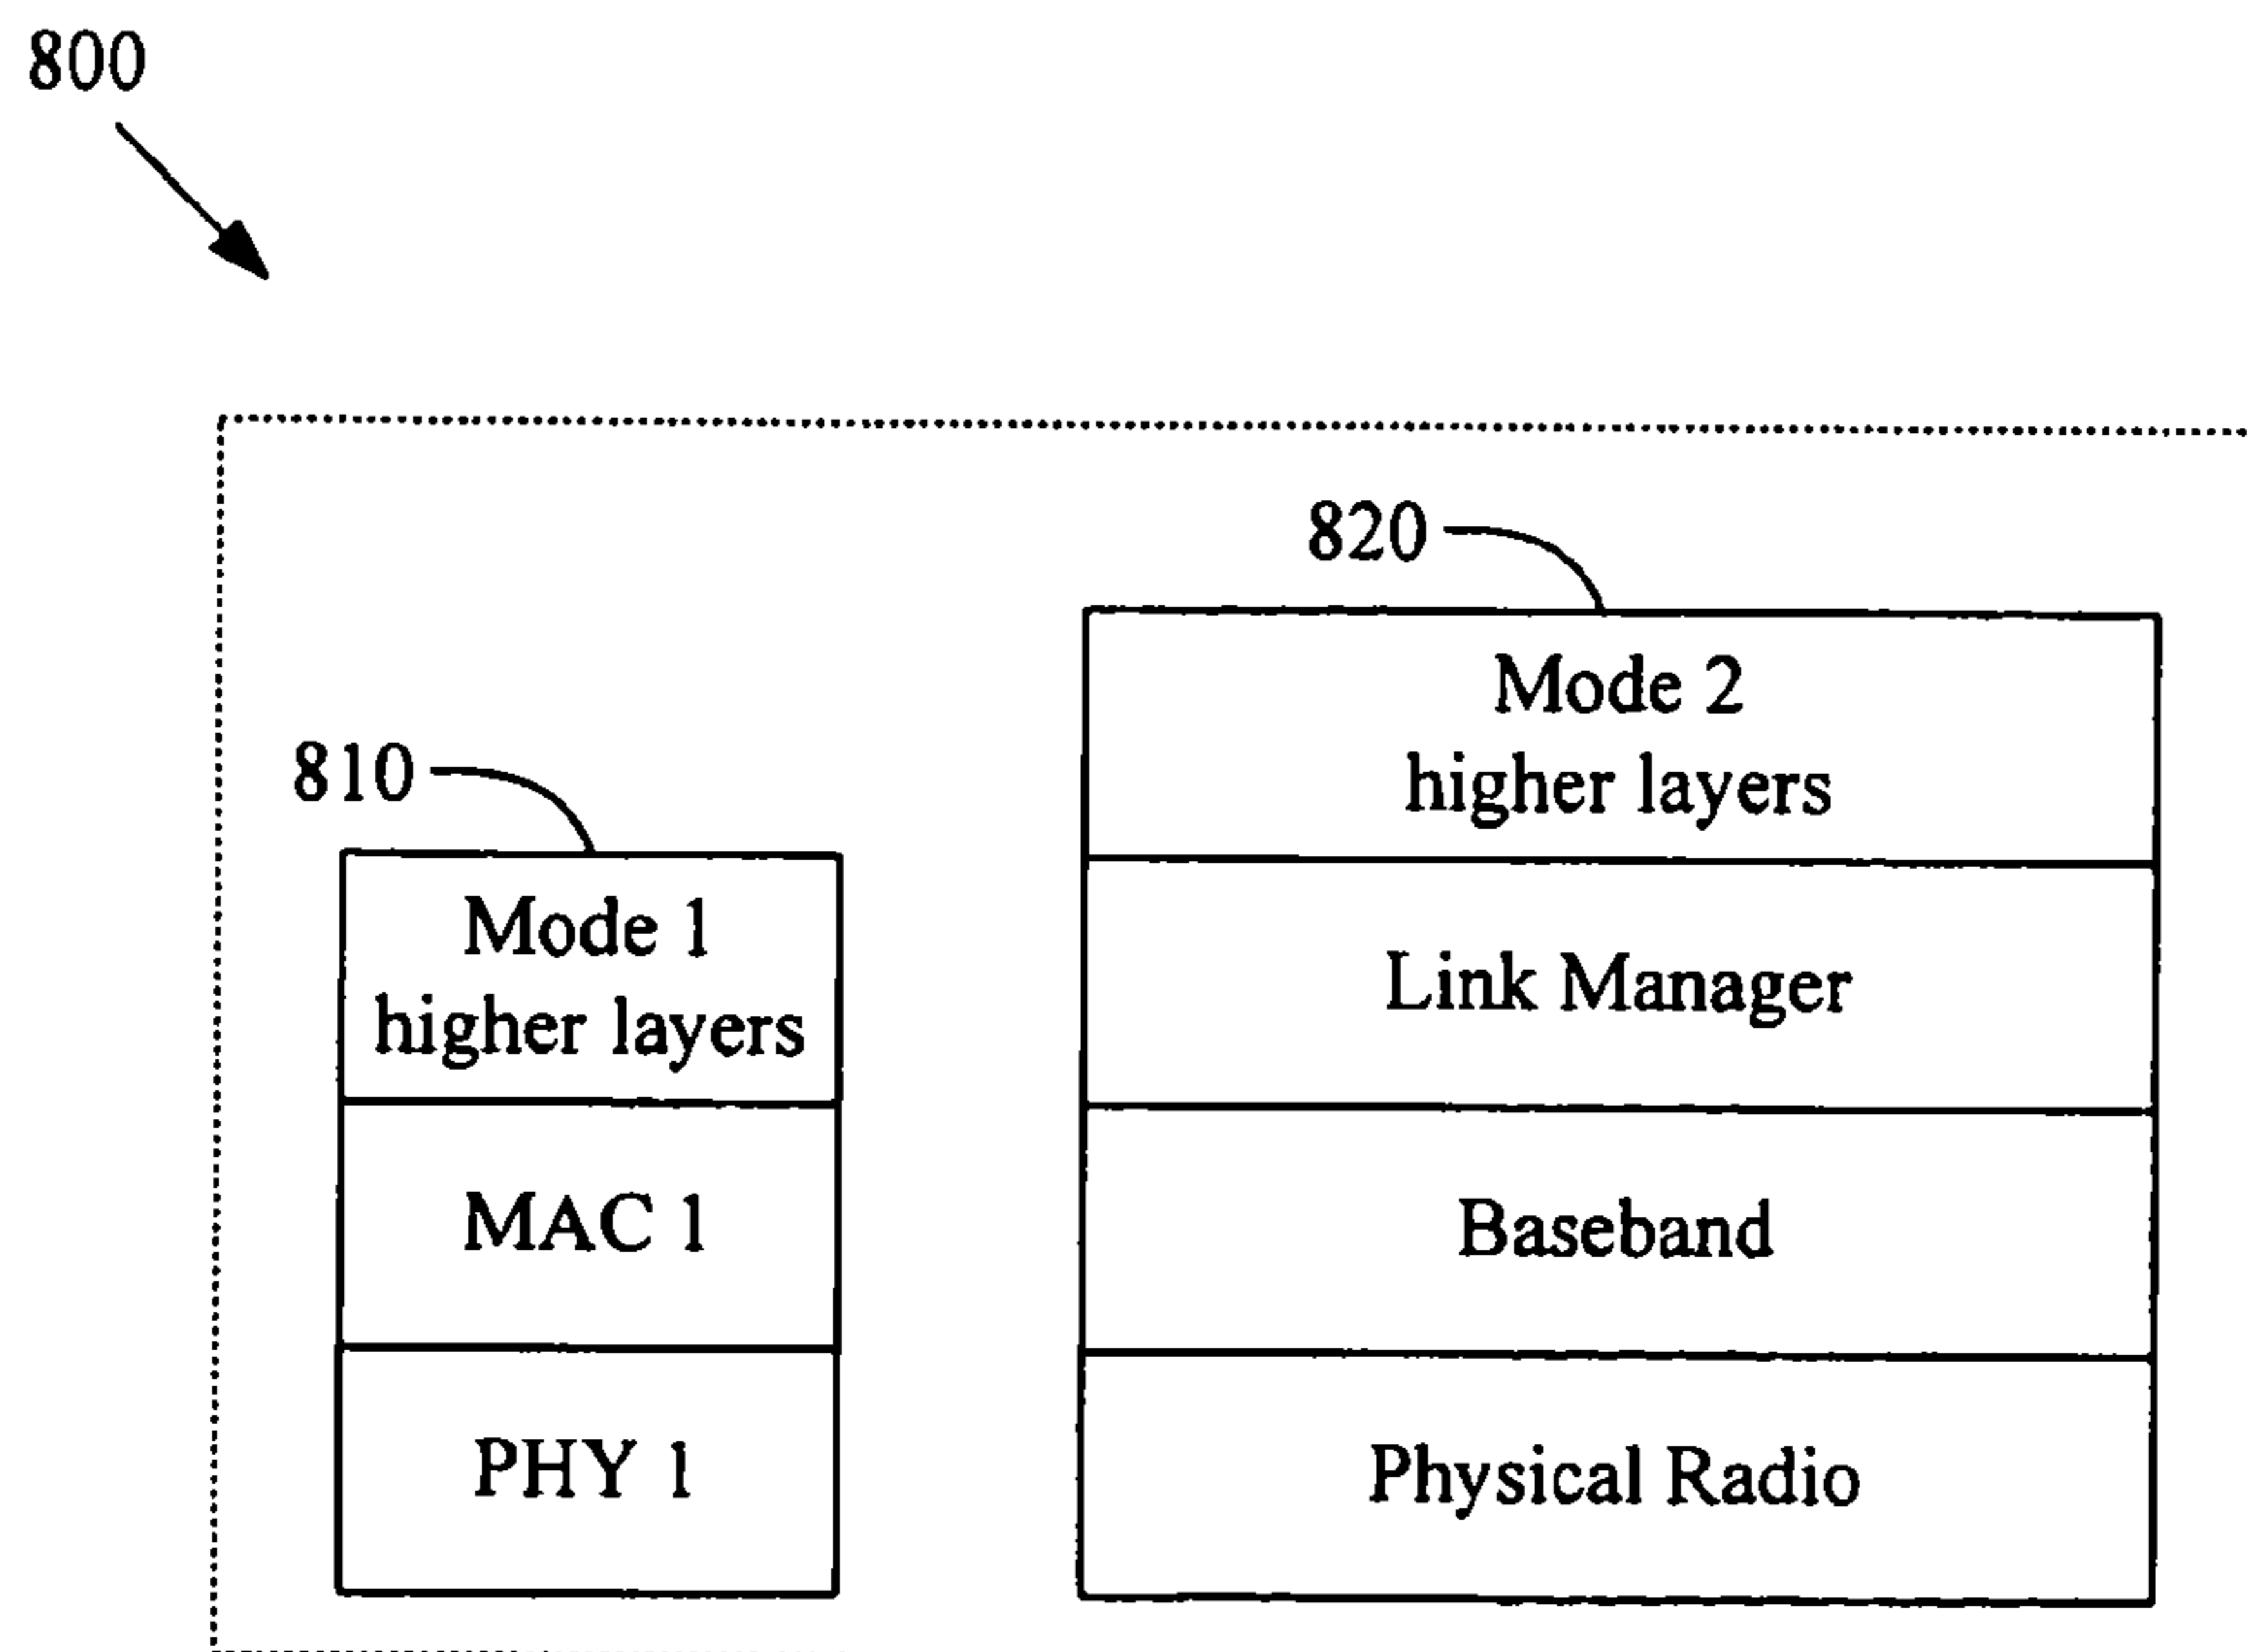 800
820
Mode 2
higher layers
810
Mode 1
higher layers
Link Manager
MAC 1
Baseband
PHY 1
Physical Radio